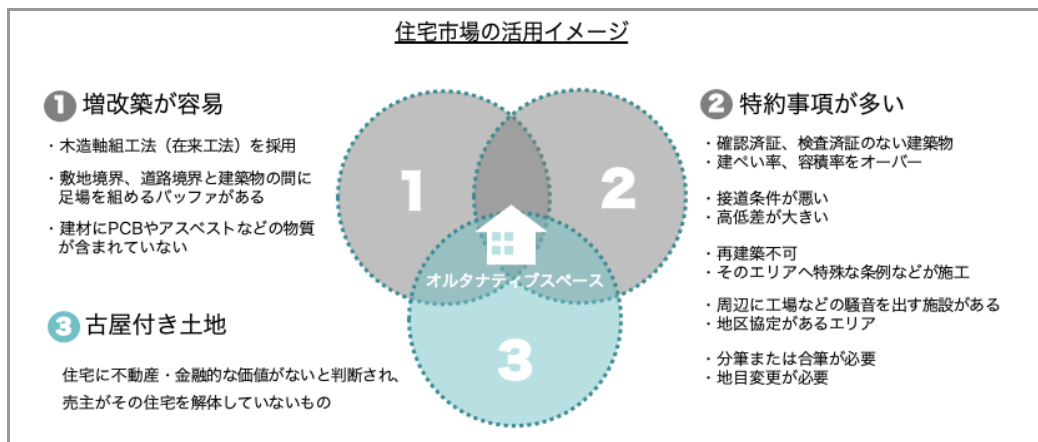 住宅市場の活用イメージ
1 増改築が容易
・木造軸組工法（在来工法）を採用
・敷地境界、道路境界と建築物の間に
足場を組めるバッファがある
・建材にPCBやアスベストなどの物質
が含まれていない
2 特約事項が多い
・確認済証、検査済証のない建築物
・建ぺい率、容積率をオーバー
・接道条件が悪い
・高低差が大きい
・再建築不可
・そのエリアへ特殊な条例などが施工
・周辺に工場などの騒音を出す施設がある
・地区協定があるエリア
・分筆または合筆が必要
・地目変更が必要
1
2
オルタナティブスペース
3
3 古屋付き土地
住宅に不動産・金融的な価値がないと判断され、
売主がその住宅を解体していないもの